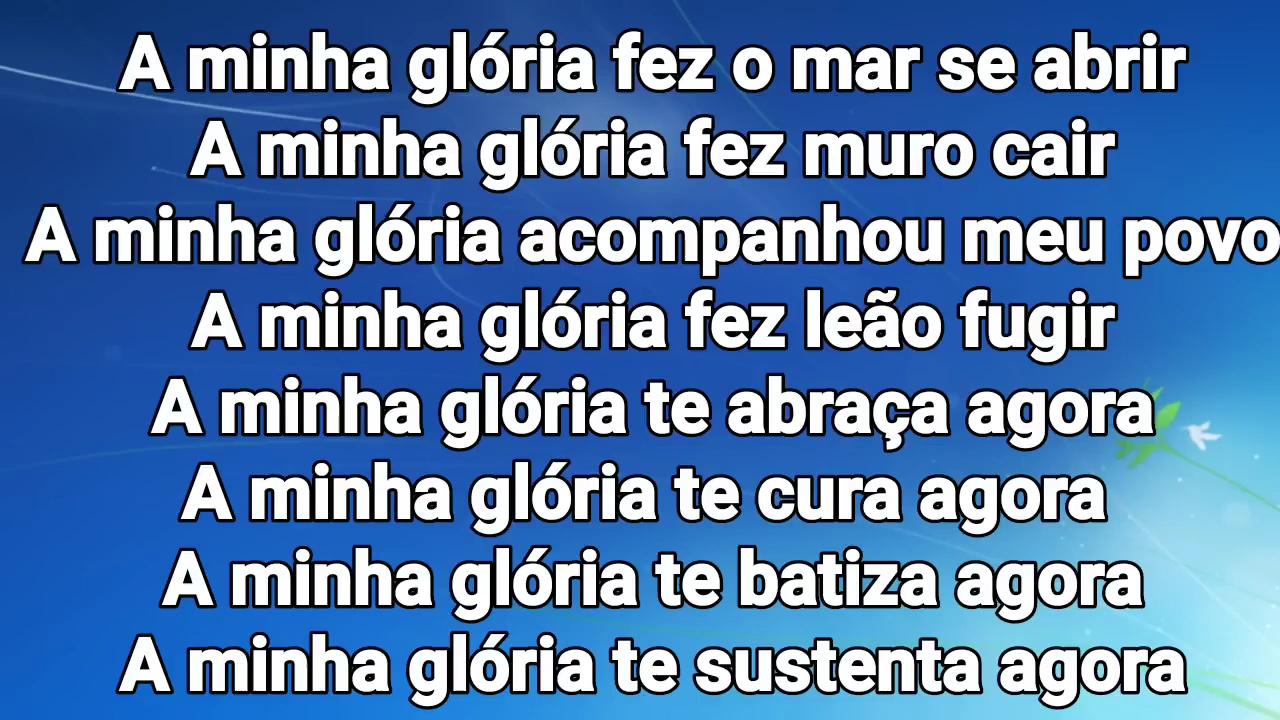 A minha glória fez o mar se abrir
A minha glória fez muro cair
A minha glória acompanhou meu povo
A minha glória fez leão fugir
A minha glória te abraça agora
A minha glória te cura agora
A minha glória te batiza agora
A minha glória te sustenta agora